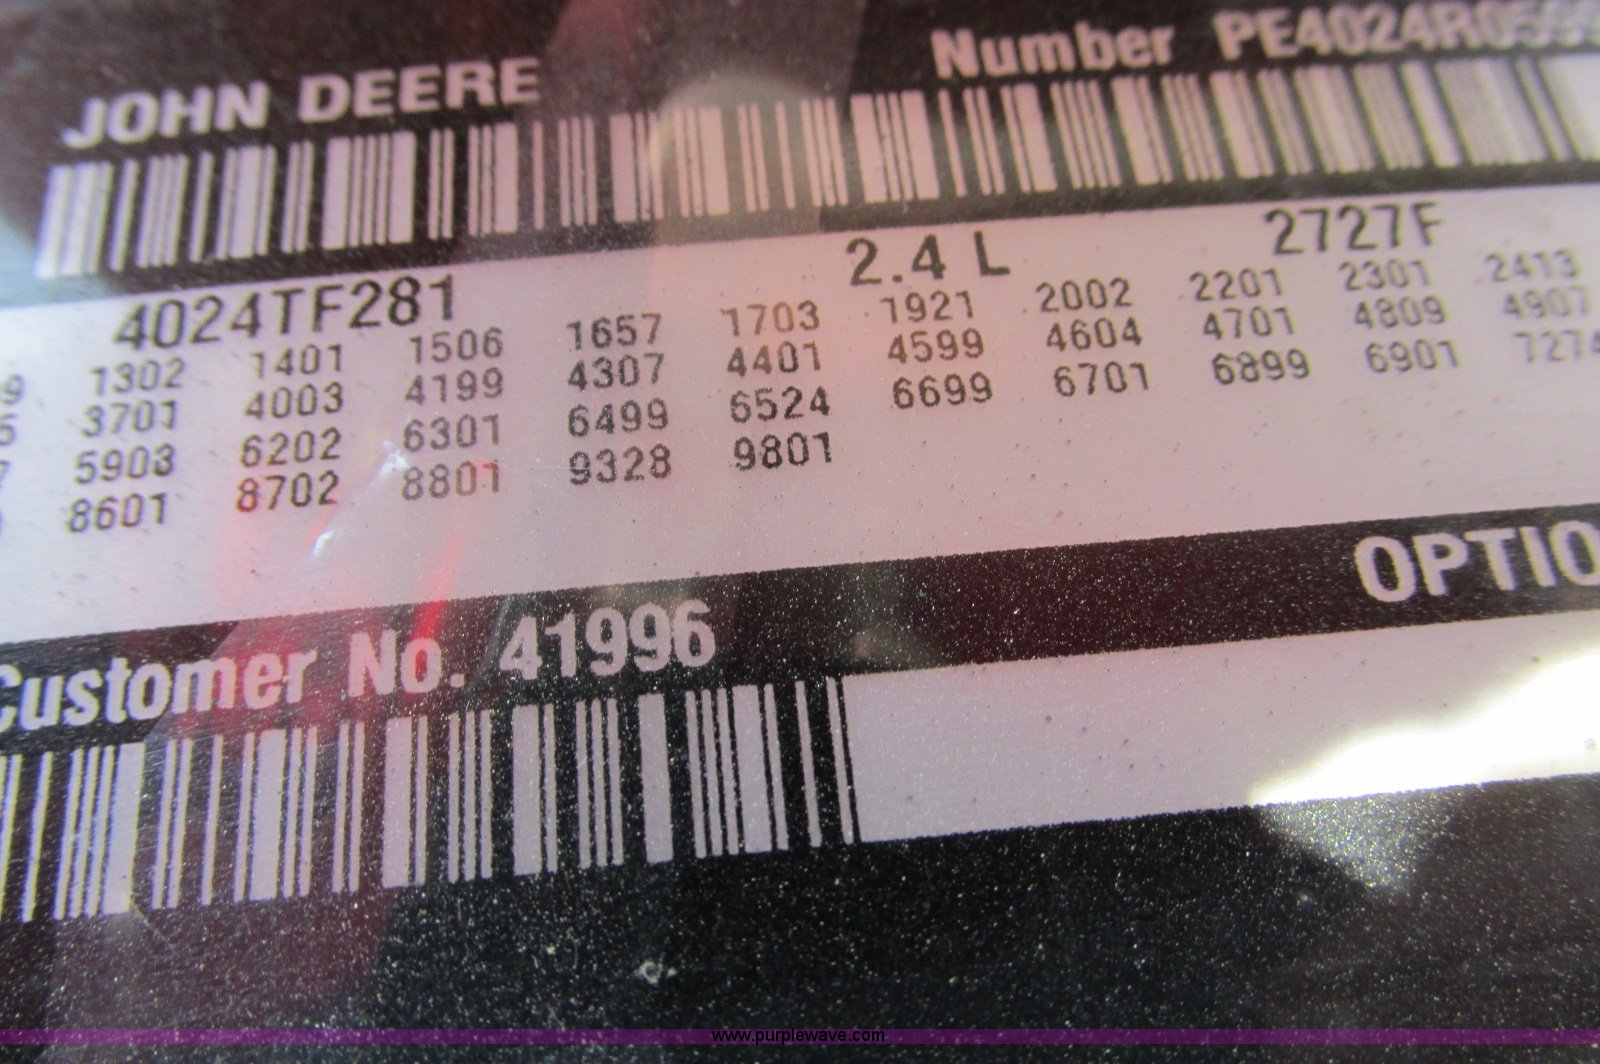 JOHN DEERE Number
4024TF281 2.4 L 2727F
1302 1401 1506 1657 1703 1921 2002 2201 2301 2413
3701 4003 4199 4307 4401 4599 4604 4701 4809 4907
5903 6202 6301 6499 6524 6699 6701 6899 6901
8601 8702 8801 9328 9801
OPTIO
Customer No. 41996
www.purplewave.com